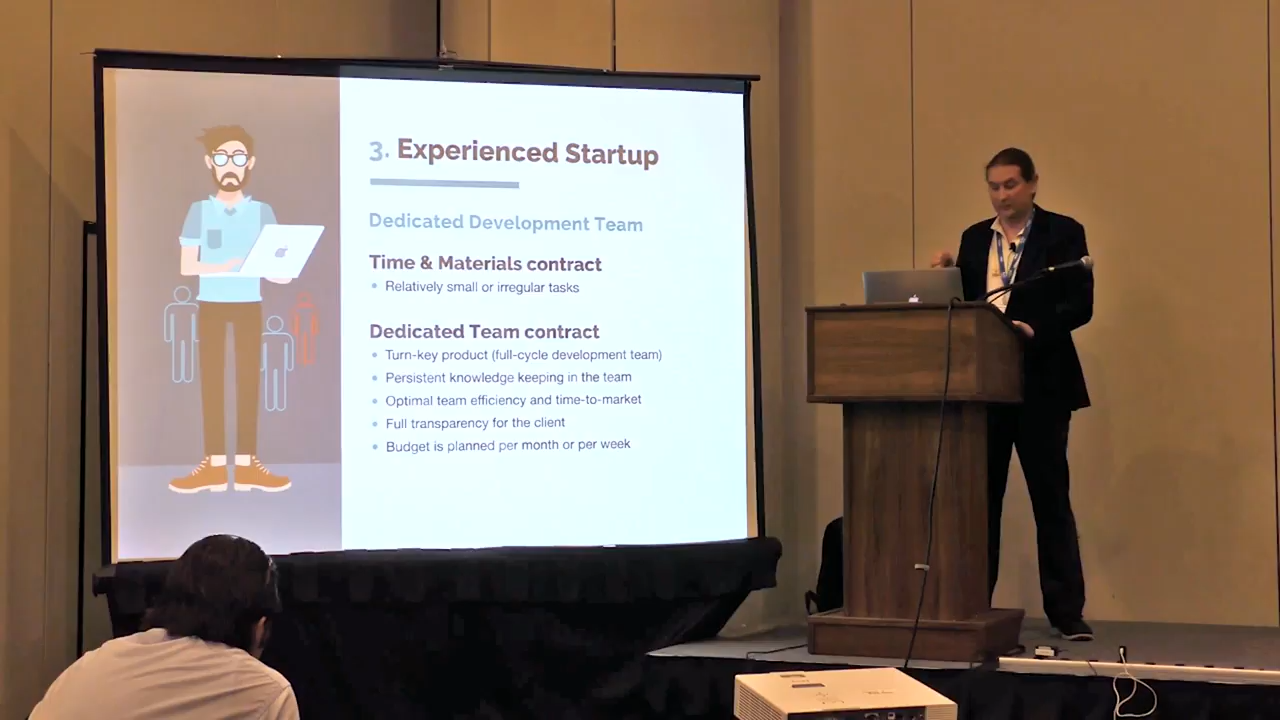 3. Experienced Startup
Dedicated Development Team
Time & Materials contract
• Relatively small or irregular tasks
Dedicated Team contract
• Turn-key product (full-cycle development team)
• Persistent knowledge keeping in the team
• Optimal team efficiency and time-to-market
• Full transparency for the client
• Budget is planned per month or per week